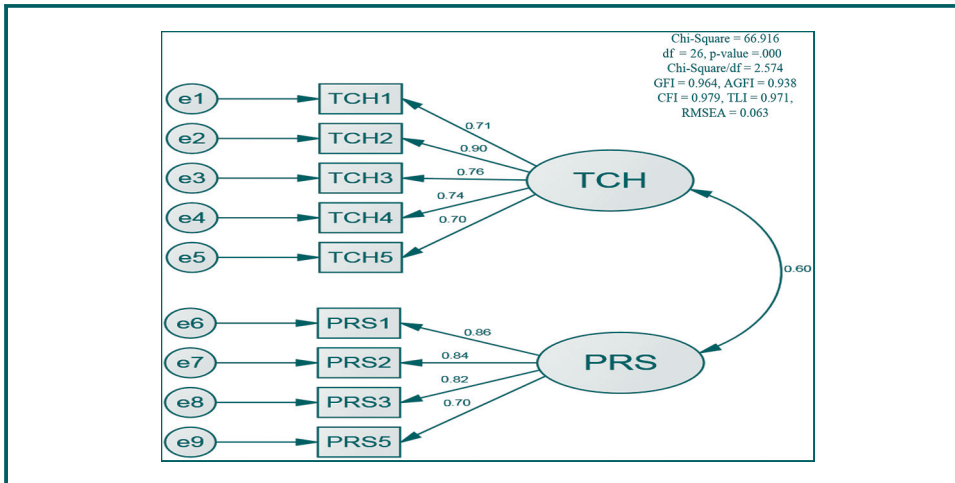 Chi-Square = 66.916
df = 26, p-value =.000
Chi-Square/df = 2.574
GFI = 0.964, AGFI = 0.938
CFI = 0.979, TLI = 0.971,
RMSEA = 0.063
e1 TCH1
0.71
e2 TCH2
0.90
e3 TCH3
0.76
TCH
e4 TCH4
0.74
e5 TCH5
0.70
0.60
e6 PRS1
0.86
e7 PRS2
0.84
PRS
e8 PRS3
0.82
e9 PRS5
0.70